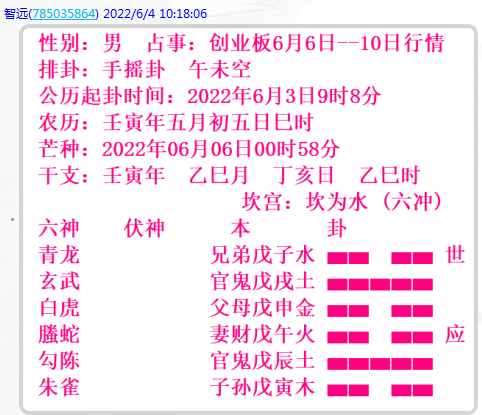 智远(785035864) 2022/6/4 10:18:06
性别：男 占事：创业板6月6日--10日行情
排卦：手摇卦 午未空
公历起卦时间：2022年6月3日9时8分
农历：壬寅年五月初五日巳时
芒种：2022年06月06日00时58分
干支：壬寅年 乙巳月 丁亥日 乙巳时
坎宫：坎为水（六冲）
六神 伏神 本 卦
青龙 兄弟戊子水 世
玄武 官鬼戊戌土
白虎 父母戊申金
螣蛇 妻财戊午火 应
勾陈 官鬼戊辰土
朱雀 子孙戊寅木